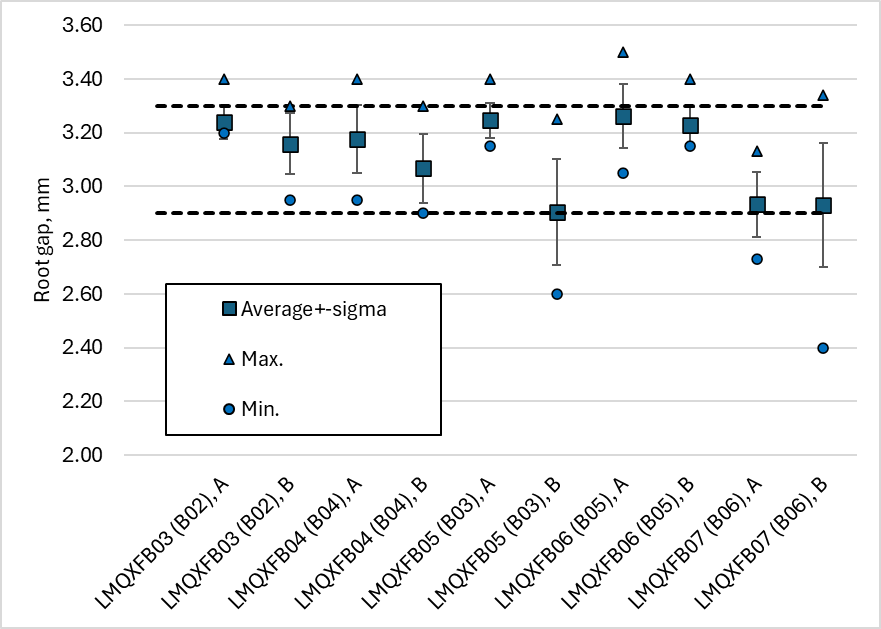 3.60
3.40
3.20
3.00
2.80
2.60
2.40
2.20
2.00
Root gap, mm
Average+-sigma
Max.
Min.
LMQXFB03 (B02), A
LMQXFB03 (B02), B
LMQXFB04 (B04), A
LMQXFB04 (B04), B
LMQXFB05 (B03), A
LMQXFB05 (B03), B
LMQXFB06 (B05), A
LMQXFB06 (B05), B
LMQXFB07 (B06), A
LMQXFB07 (B06), B